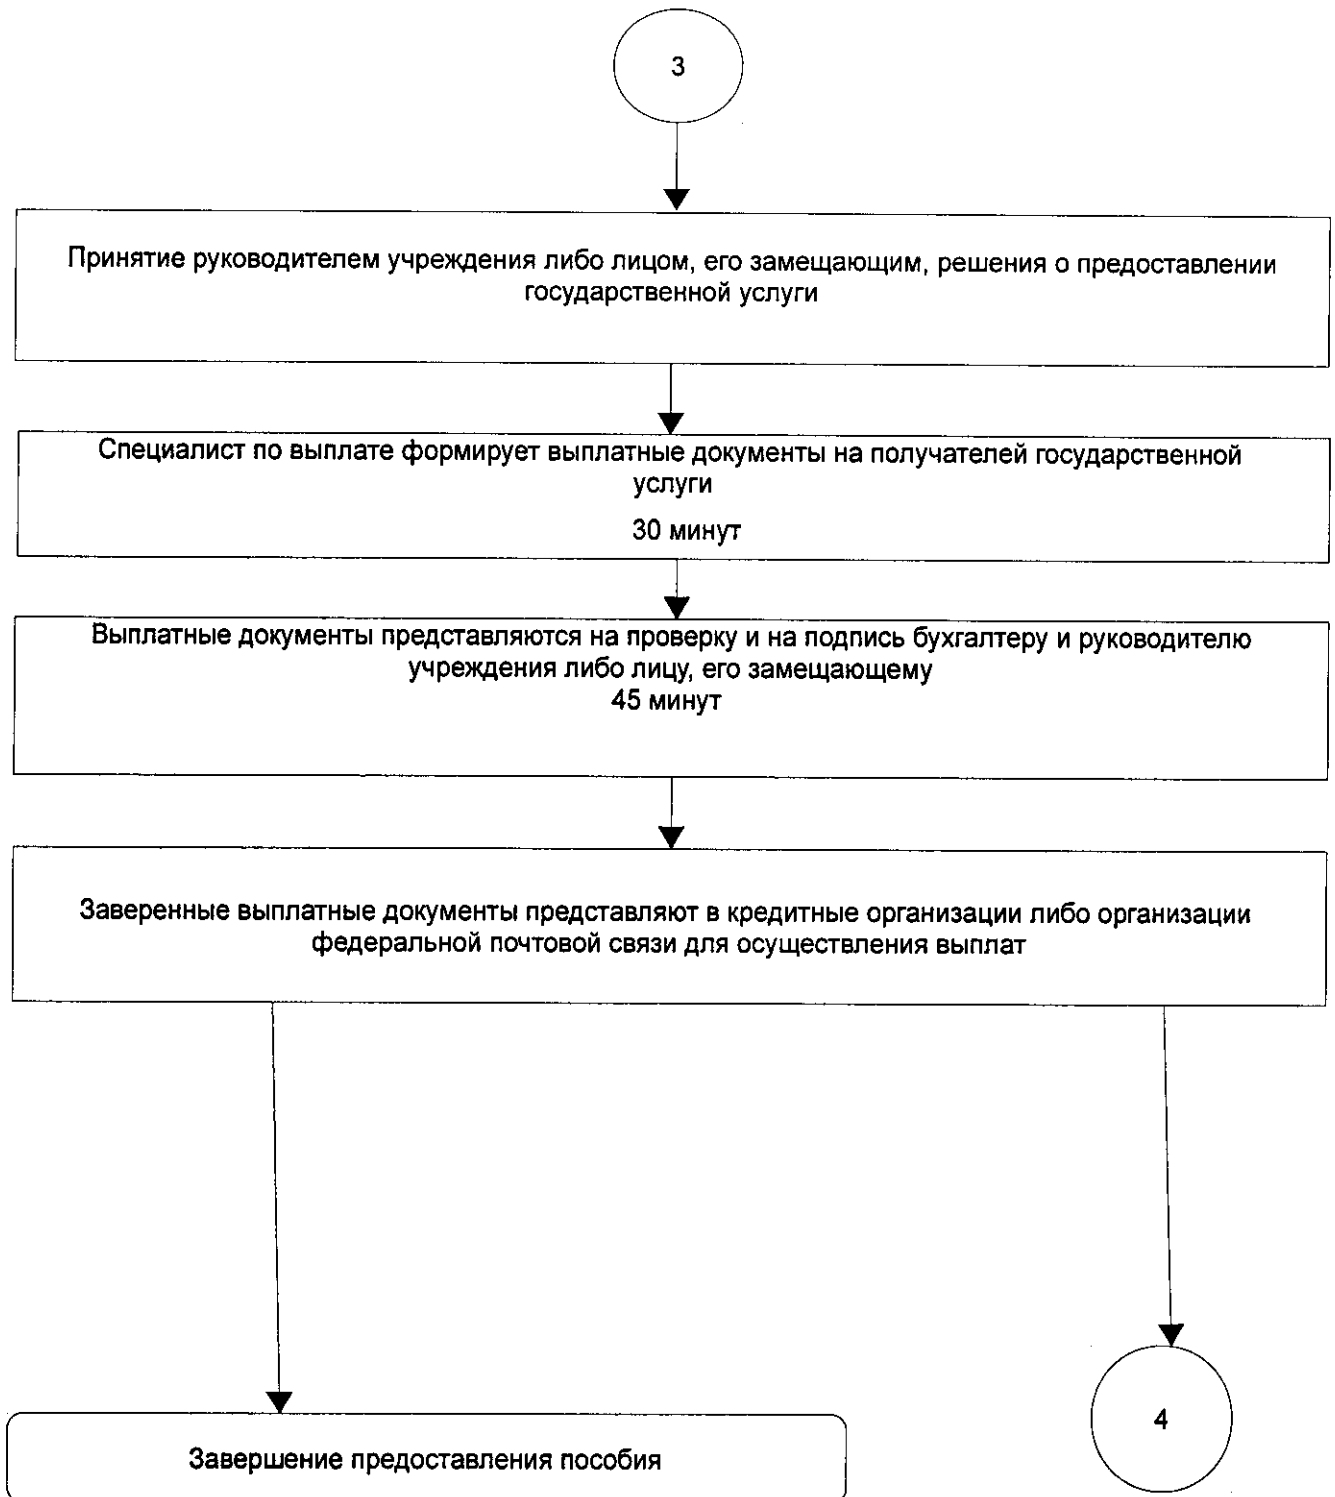 3
Принятие руководителем учреждения либо лицом, его замещающим, решения о предоставлении
государственной услуги
Специалист по выплате формирует выплатные документы на получателей государственной
услуги
30 минут
Выплатные документы представляются на проверку и на подпись бухгалтеру и руководителю
учреждения либо лицу, его замещающему
45 минут
Заверенные выплатные документы представляют в кредитные организации либо организации
федеральной почтовой связи для осуществления выплат
4
Завершение предоставления пособия